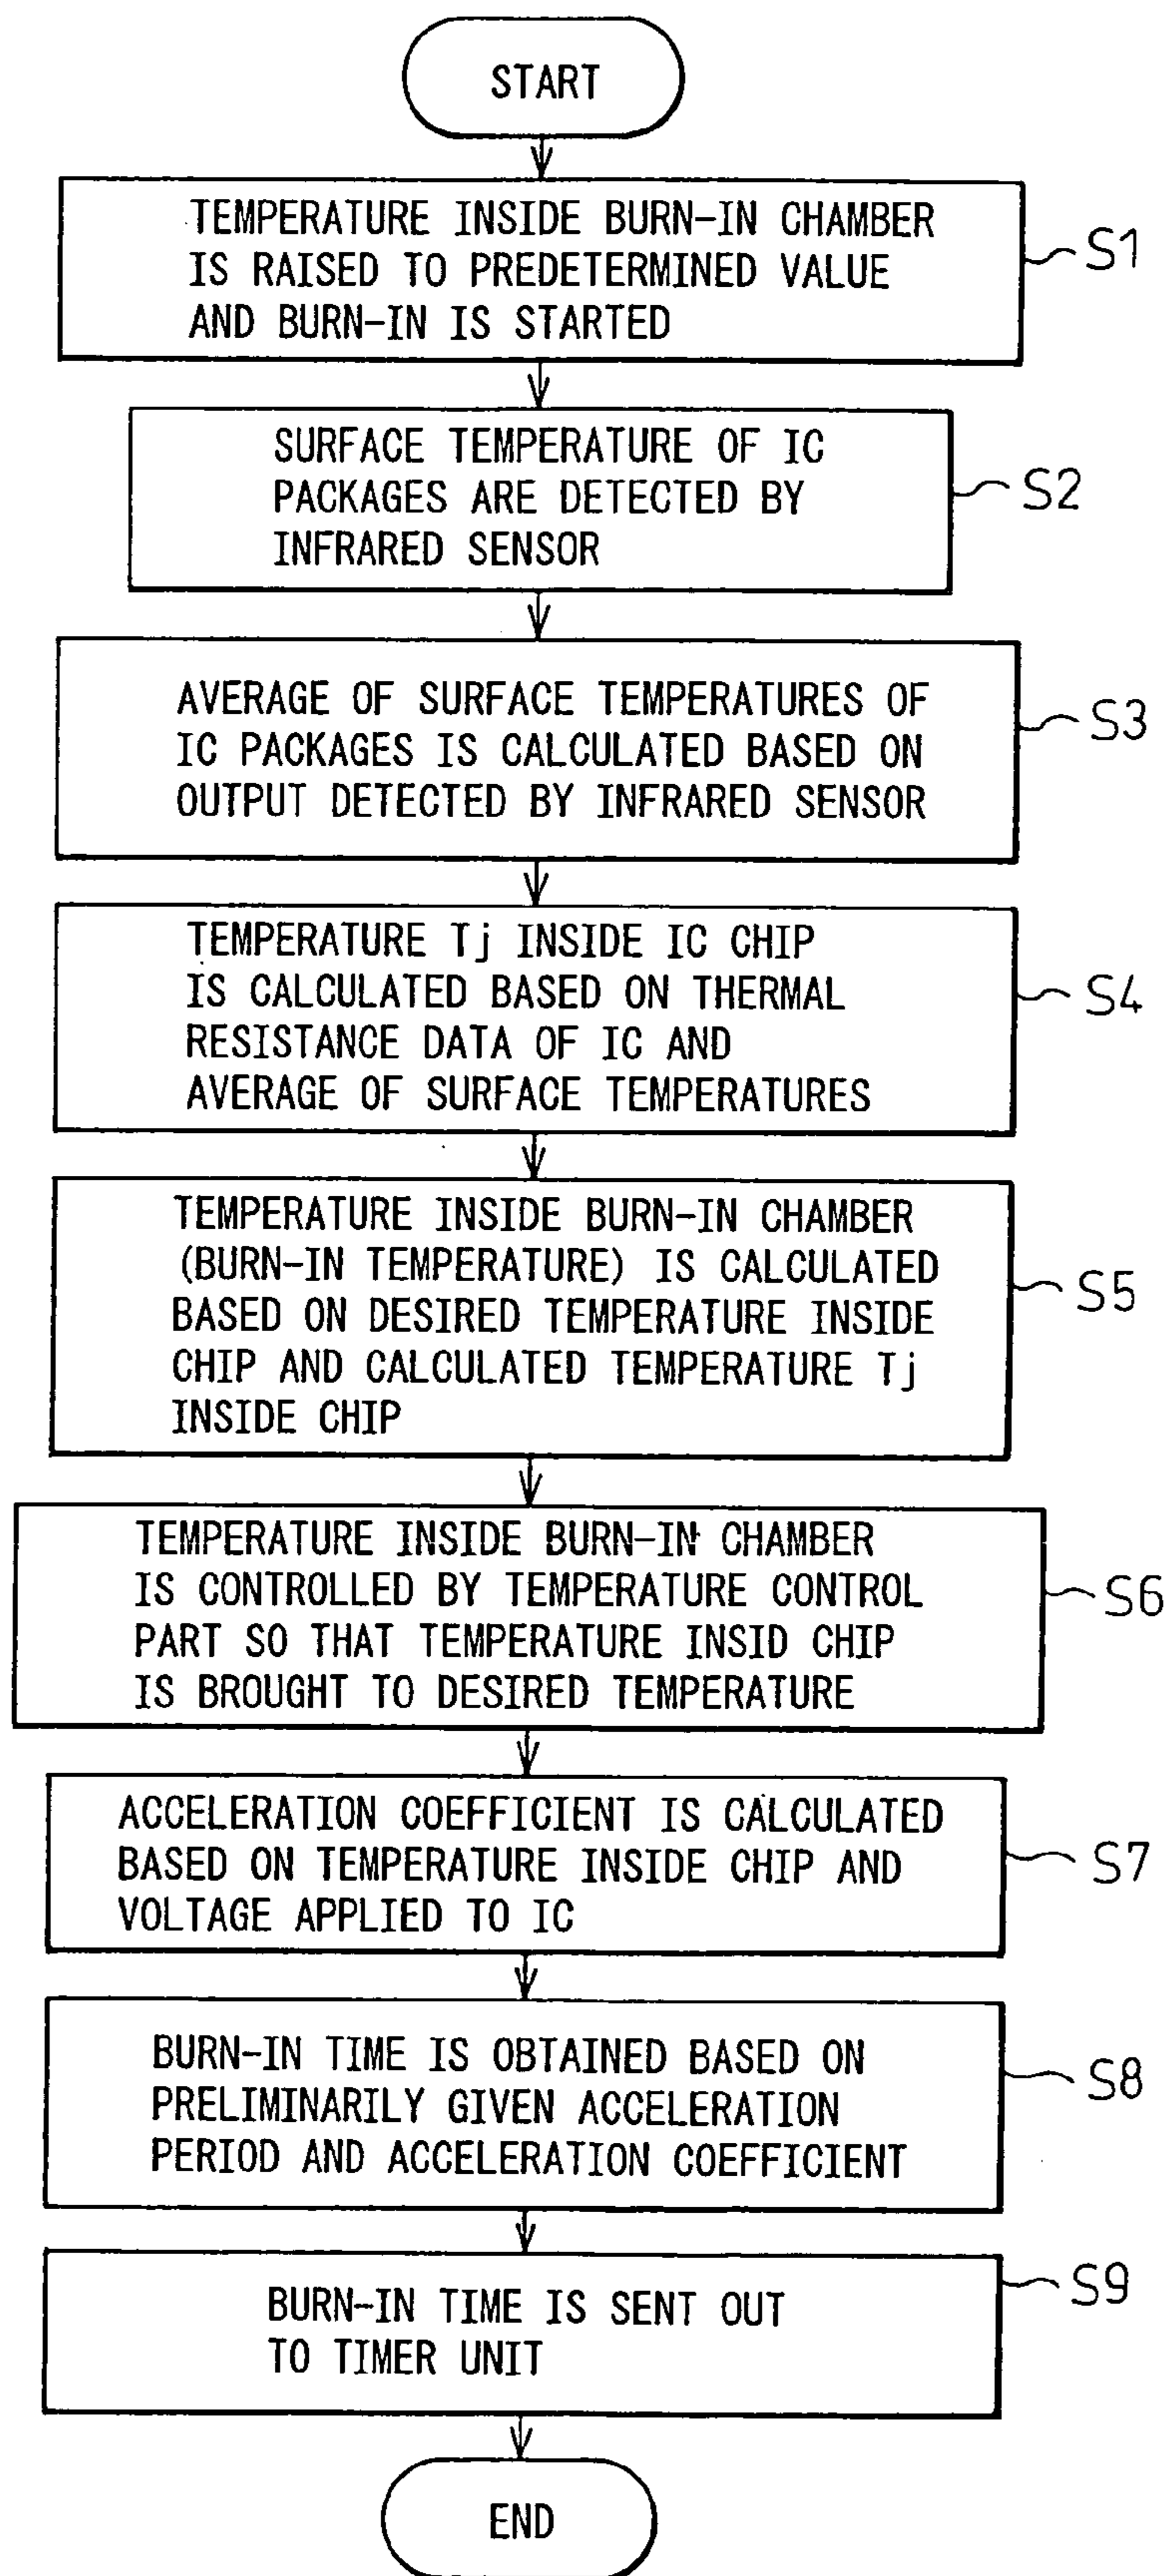 START
TEMPERATURE INSIDE BURN-IN CHAMBER
IS RAISED TO PREDETERMINED VALUE
AND BURN-IN IS STARTED
S1
SURFACE TEMPERATURE OF IC
PACKAGES ARE DETECTED BY
INFRARED SENSOR
S2
AVERAGE OF SURFACE TEMPERATURES OF
IC PACKAGES IS CALCULATED BASED ON
OUTPUT DETECTED BY INFRARED SENSOR
S3
TEMPERATURE Tj INSIDE IC CHIP
IS CALCULATED BASED ON THERMAL
RESISTANCE DATA OF IC AND
AVERAGE OF SURFACE TEMPERATURES
S4
TEMPERATURE INSIDE BURN-IN CHAMBER
(BURN-IN TEMPERATURE) IS CALCULATED
BASED ON DESIRED TEMPERATURE INSIDE
CHIP AND CALCULATED TEMPERATURE Tj
INSIDE CHIP
S5
TEMPERATURE INSIDE BURN-IN CHAMBER
IS CONTROLLED BY TEMPERATURE CONTROL
PART SO THAT TEMPERATURE INSID CHIP
IS BROUGHT TO DESIRED TEMPERATURE
S6
ACCELERATION COEFFICIENT IS CALCULATED
BASED ON TEMPERATURE INSIDE CHIP AND
VOLTAGE APPLIED TO IC
S7
BURN-IN TIME IS OBTAINED BASED ON
PRELIMINARILY GIVEN ACCELERATION
PERIOD AND ACCELERATION COEFFICIENT
S8
BURN-IN TIME IS SENT OUT
TO TIMER UNIT
S9
END